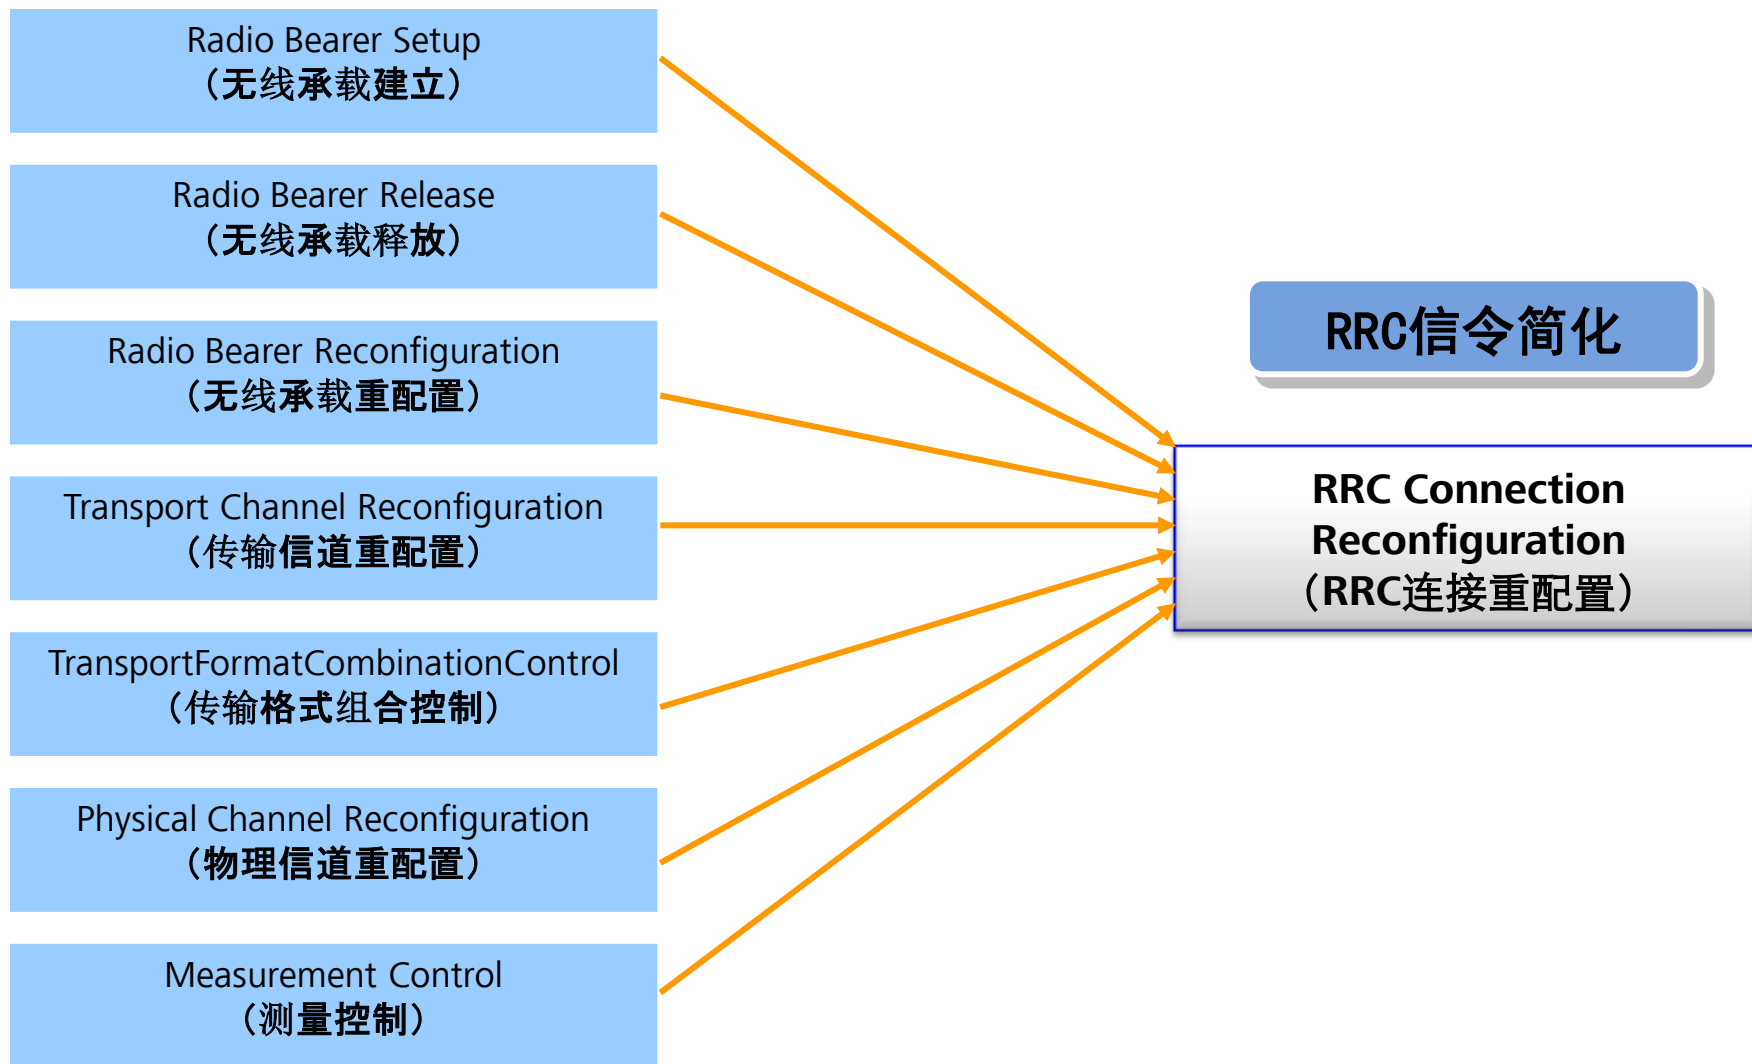 Radio Bearer Setup
（无线承载建立）
Radio Bearer Release
（无线承载释放）
Radio Bearer Reconfiguration
（无线承载重配置）
Transport Channel Reconfiguration
（传输信道重配置）
TransportFormatCombinationControl
（传输格式组合控制）
Physical Channel Reconfiguration
（物理信道重配置）
Measurement Control
（测量控制）
RRC信令简化
RRC Connection
Reconfiguration
（RRC连接重配置）